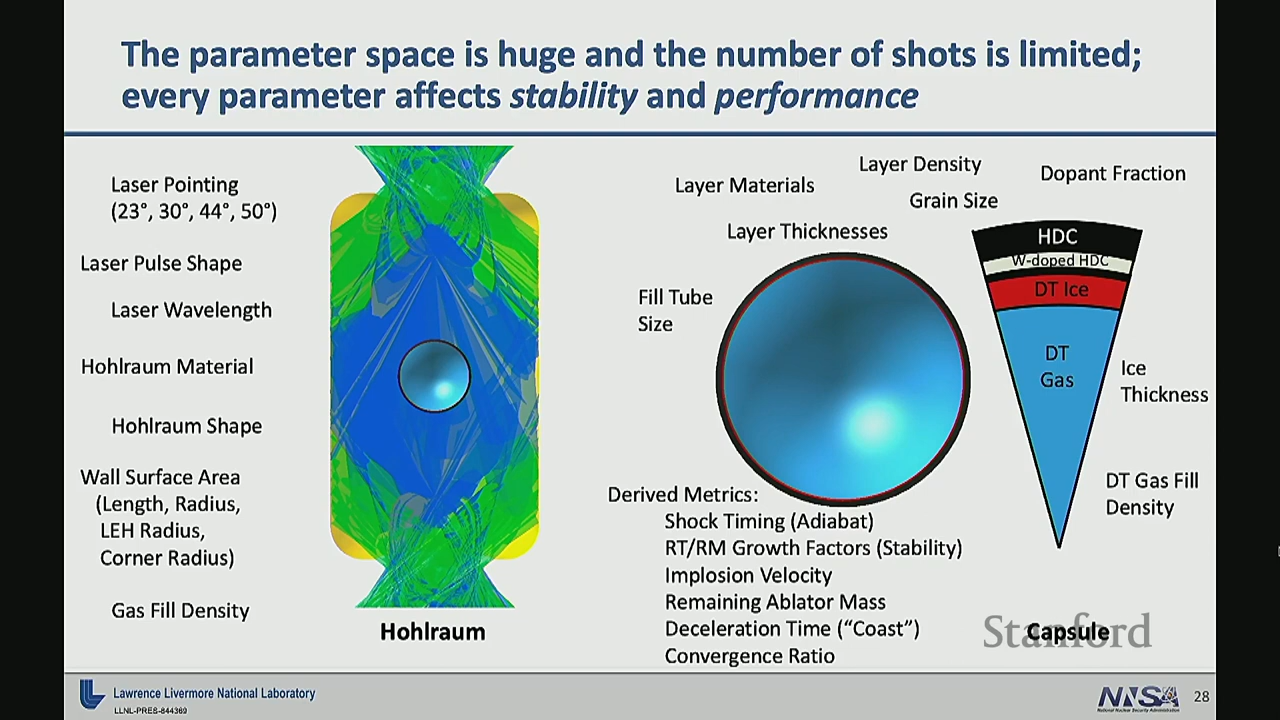 The parameter space is huge and the number of shots is limited;
every parameter affects stability and performance
Laser Pointing
(23°, 30°, 44°, 50°)
Laser Pulse Shape
Laser Wavelength
Hohlraum Material
Hohlraum Shape
Wall Surface Area
(Length, Radius,
LEH Radius,
Corner Radius)
Gas Fill Density
Hohlraum
Layer Materials
Layer Density
Dopant Fraction
Grain Size
Layer Thicknesses
Fill Tube
Size
HDC
W-doped HDC
DT Ice
DT
Gas
Ice
Thickness
DT Gas Fill
Density
Derived Metrics:
Shock Timing (Adiabat)
RT/RM Growth Factors (Stability)
Implosion Velocity
Remaining Ablator Mass
Deceleration Time (“Coast”)
Convergence Ratio
Stanford
Capsule
Lawrence Livermore National Laboratory
LLNL-PRES-844369
NNSA
National Nuclear Security Administration
28